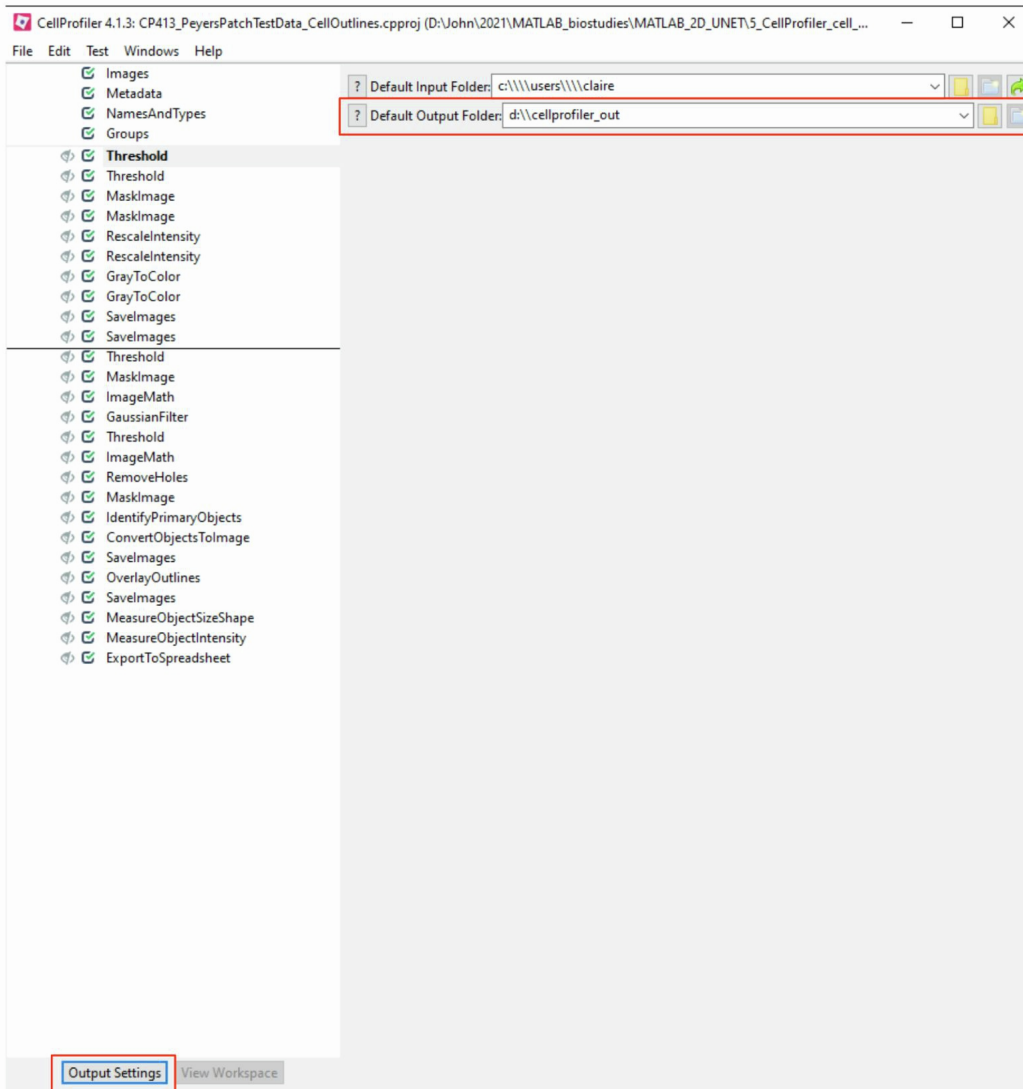 CellProfiler 4.1.3: CP413_PeyersPatchTestData_CellOutlines.cpproj (D:\John\2021\MATLAB_biostudies\MATLAB_2D_UNET\5_CellProfiler_cell_...
File Edit Test Windows Help
Images
Metadata
NamesAndTypes
Groups
? Default Input Folder: c:\\\\users\\\\claire
? Default Output Folder: d:\\cellprofiler_out
Threshold
Threshold
MaskImage
MaskImage
RescaleIntensity
RescaleIntensity
GrayToColor
GrayToColor
SaveImages
SaveImages
Threshold
MaskImage
ImageMath
GaussianFilter
Threshold
ImageMath
RemoveHoles
MaskImage
IdentifyPrimaryObjects
ConvertObjectsToImage
SaveImages
OverlayOutlines
SaveImages
MeasureObjectSizeShape
MeasureObjectIntensity
ExportToSpreadsheet
Output Settings View Workspace